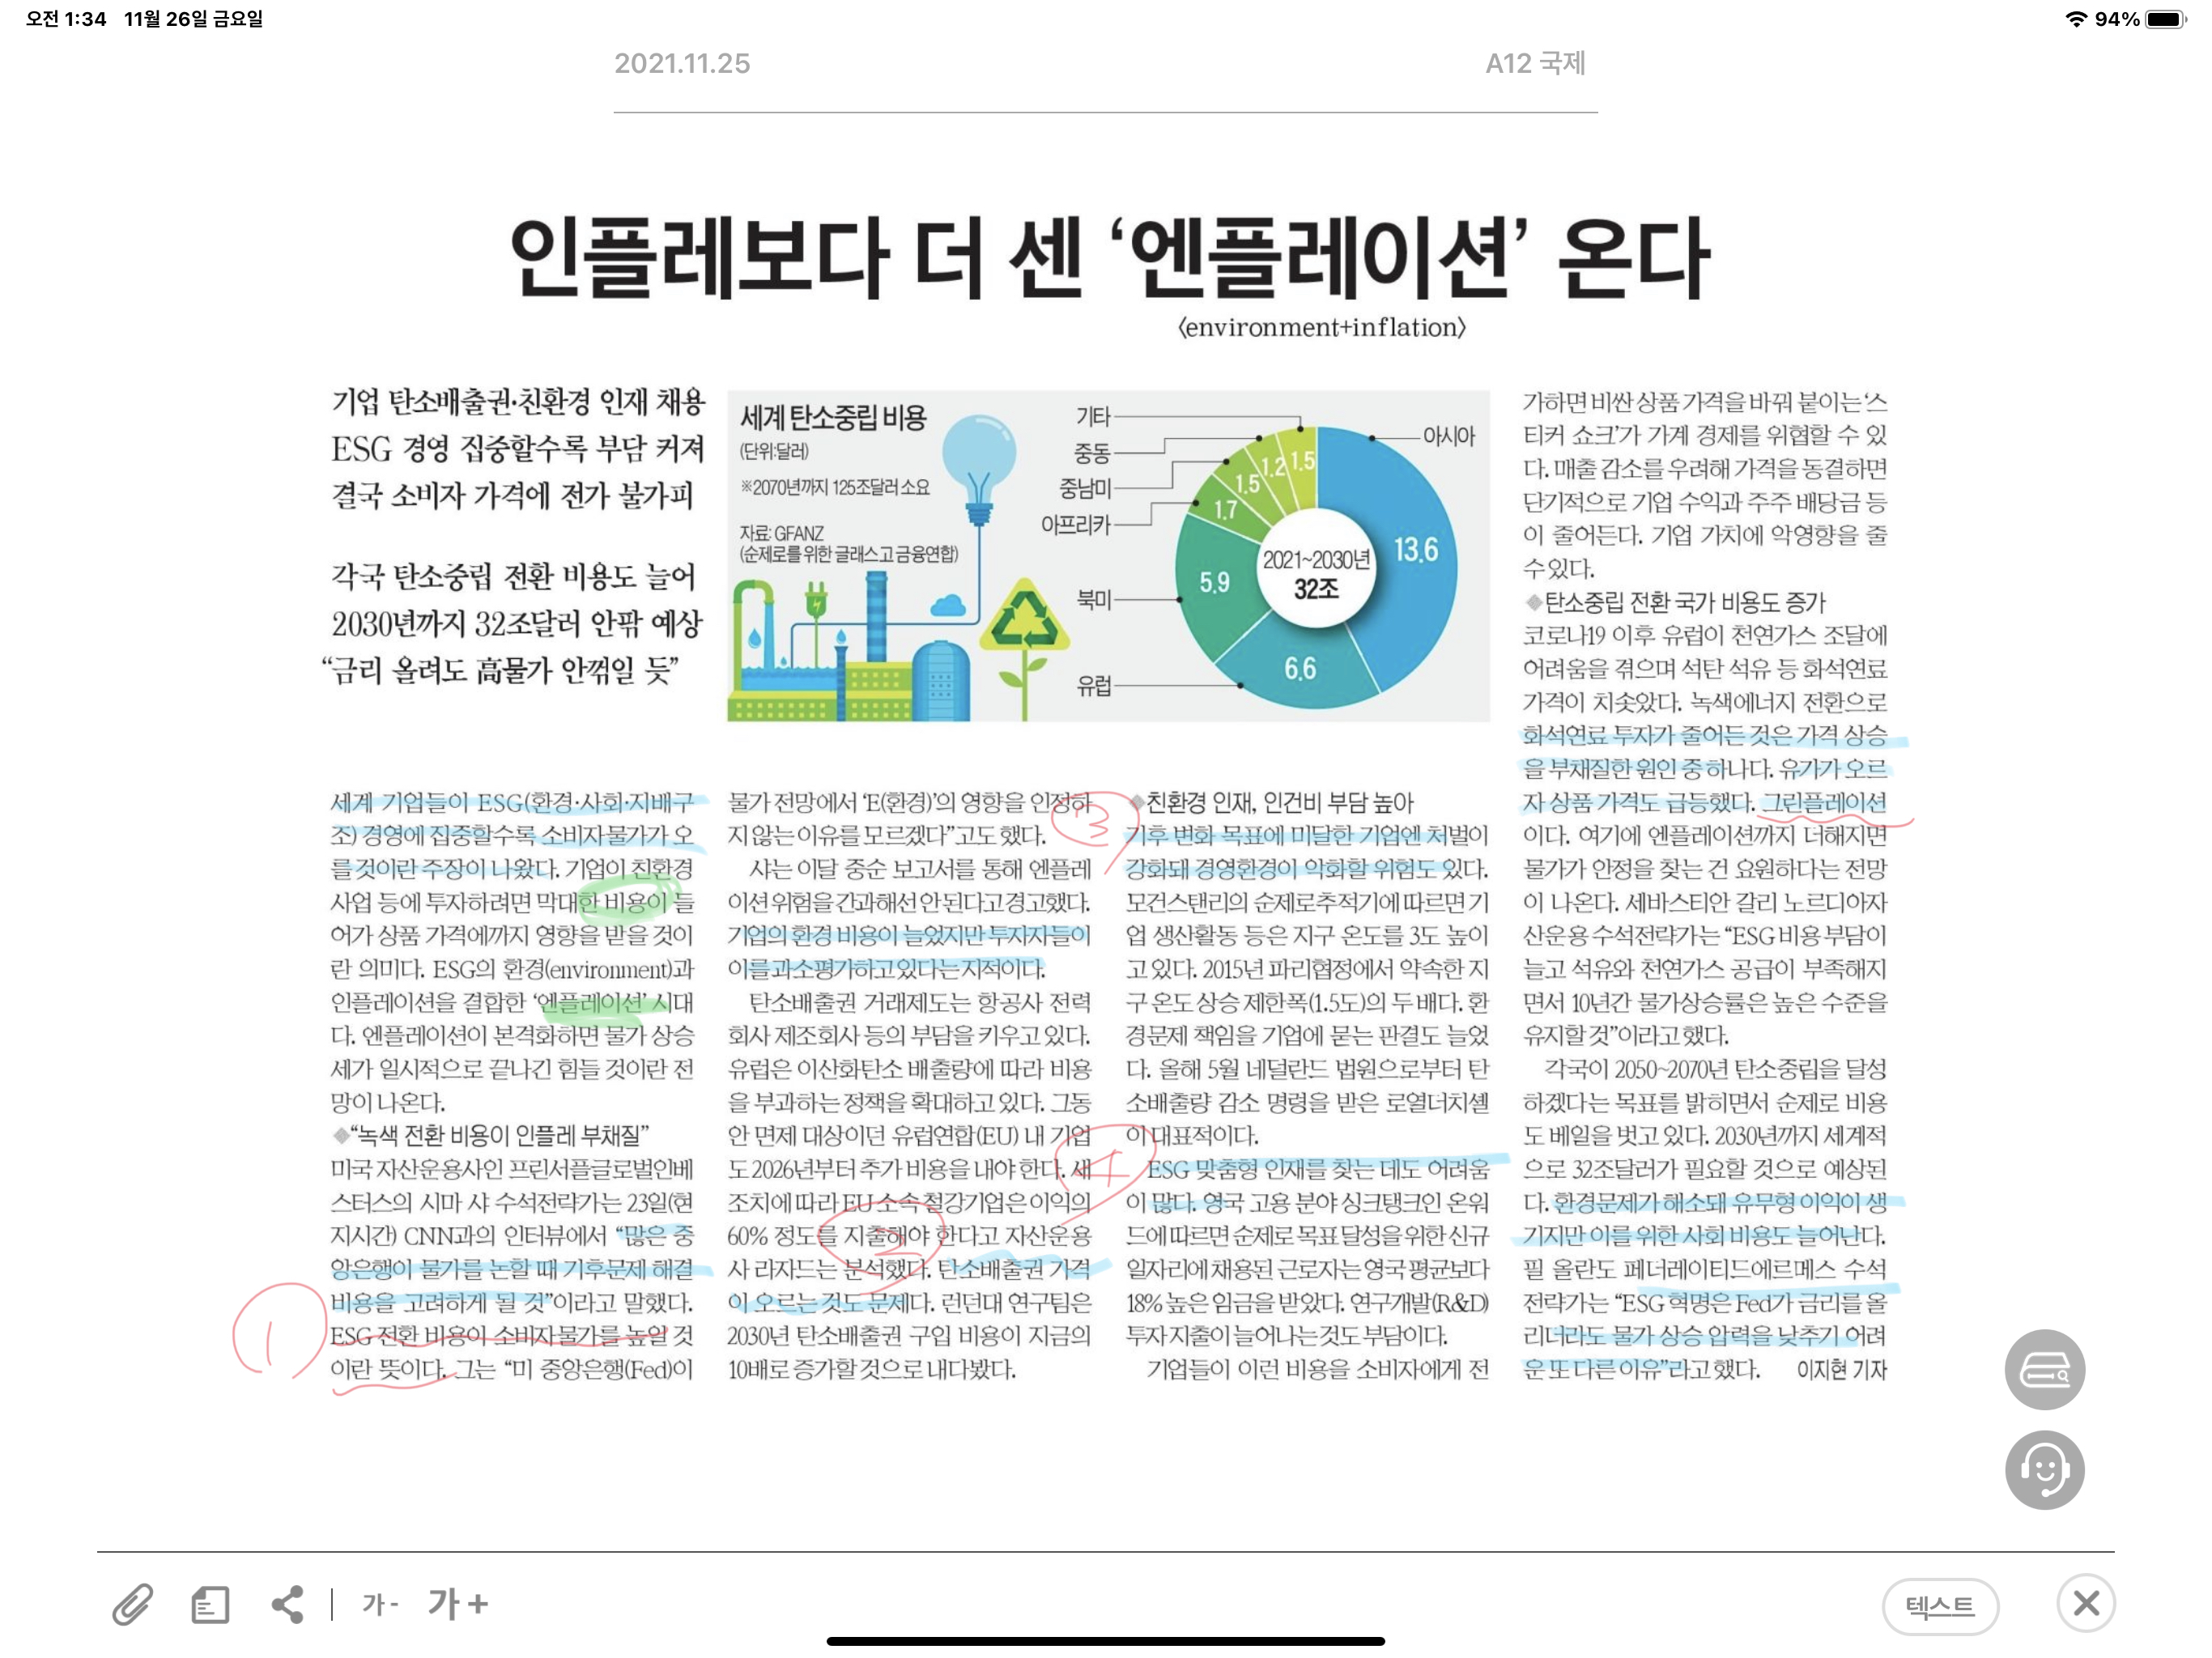 오전 1:34 11월 26일 금요일
94%
2021.11.25
A12 국제
인플레보다 더 센 ‘엔플레이션’ 온다
〈environment+inflation〉
기업 탄소배출권·친환경 인재 채용
ESG 경영 집중할수록 부담 커져
결국 소비자 가격에 전가 불가피
각국 탄소중립 전환 비용도 늘어
2030년까지 32조달러 안팎 예상
“금리 올려도 高물가 안꺾일 듯”
세계 탄소중립 비용
(단위:달러)
※2070년까지 125조달러 소요
자료: GFANZ
(순제로를 위한 글래스고 금융연합)
기타
중동
중남미
아프리카
북미
유럽
아시아
1.5
1.2
1.5
1.7
5.9
6.6
13.6
2021~2030년
32조
세계 기업들이 ESG(환경·사회·지배구
조) 경영에 집중할수록 소비자물가가 오
를 것이란 주장이 나왔다. 기업이 친환경
사업 등에 투자하려면 막대한 비용이 들
어가 상품 가격에까지 영향을 받을 것이
란 의미다. ESG의 환경(environment)과
인플레이션을 결합한 ‘엔플레이션’ 시대
다. 엔플레이션이 본격화하면 물가 상승
세가 일시적으로 끝나긴 힘들 것이란 전
망이 나온다.
◆“녹색 전환 비용이 인플레 부채질”
미국 자산운용사인 프린서플글로벌인베
스터스의 시마 샤 수석전략가는 23일(현
지시간) CNN과의 인터뷰에서 “많은 중
앙은행이 물가를 논할 때 기후문제 해결
비용을 고려하게 될 것”이라고 말했다.
ESG 전환 비용이 소비자물가를 높일 것
이란 뜻이다. 그는 “미 중앙은행(Fed)이
1
물가 전망에서 ‘E(환경)’의 영향을 인정하
지 않는 이유를 모르겠다”고도 했다.
샤는 이달 중순 보고서를 통해 엔플레
이션 위험을 간과해선 안 된다고 경고했다.
기업의 환경 비용이 늘었지만 투자자들이
이를 과소평가하고 있다는 지적이다.
탄소배출권 거래제도는 항공사 전력
회사 제조회사 등의 부담을 키우고 있다.
유럽은 이산화탄소 배출량에 따라 비용
을 부과하는 정책을 확대하고 있다. 그동
안 면제 대상이던 유럽연합(EU) 내 기업
도 2026년부터 추가 비용을 내야 한다. 새
조치에 따라 EU 소속 철강기업은 이익의
60% 정도를 지출해야 한다고 자산운용
사 라자드는 분석했다. 탄소배출권 가격
이 오르는 것도 문제다. 런던대 연구팀은
2030년 탄소배출권 구입 비용이 지금의
10배로 증가할 것으로 내다봤다.
2
3
◆친환경 인재, 인건비 부담 높아
기후 변화 목표에 미달한 기업엔 처벌이
강화돼 경영환경이 악화할 위험도 있다.
모건스탠리의 순제로추적기에 따르면 기
업 생산활동 등은 지구 온도를 3도 높이
고 있다. 2015년 파리협정에서 약속한 지
구 온도 상승 제한폭(1.5도)의 두 배다. 환
경문제 책임을 기업에 묻는 판결도 늘었
다. 올해 5월 네덜란드 법원으로부터 탄
소배출량 감소 명령을 받은 로열더치셸
이 대표적이다.
4
ESG 맞춤형 인재를 찾는 데도 어려움
이 많다. 영국 고용 분야 싱크탱크인 온워
드에 따르면 순제로 목표 달성을 위한 신규
일자리에 채용된 근로자는 영국 평균보다
18% 높은 임금을 받았다. 연구개발(R&D)
투자 지출이 늘어나는 것도 부담이다.
기업들이 이런 비용을 소비자에게 전
가하면 비싼 상품 가격을 바꿔 붙이는 ‘스
티커 쇼크’가 가계 경제를 위협할 수 있
다. 매출 감소를 우려해 가격을 동결하면
단기적으로 기업 수익과 주주 배당금 등
이 줄어든다. 기업 가치에 악영향을 줄
수 있다.
◆탄소중립 전환 국가 비용도 증가
코로나19 이후 유럽이 천연가스 조달에
어려움을 겪으며 석탄 석유 등 화석연료
가격이 치솟았다. 녹색에너지 전환으로
화석연료 투자가 줄어든 것은 가격 상승
을 부채질한 원인 중 하나다. 유가가 오르
자 상품 가격도 급등했다. 그린플레이션
이다. 여기에 엔플레이션까지 더해지면
물가가 안정을 찾는 건 요원하다는 전망
이 나온다. 세바스티안 갈리 노르디아자
산운용 수석전략가는 “ESG 비용 부담이
늘고 석유와 천연가스 공급이 부족해지
면서 10년간 물가상승률은 높은 수준을
유지할 것”이라고 했다.
각국이 2050~2070년 탄소중립을 달성
하겠다는 목표를 밝히면서 순제로 비용
도 베일을 벗고 있다. 2030년까지 세계적
으로 32조달러가 필요할 것으로 예상된
다. 환경문제가 해소돼 유무형 이익이 생
기지만 이를 위한 사회 비용도 늘어난다.
필 올란도 페더레이티드에르메스 수석
전략가는 “ESG 혁명은 Fed가 금리를 올
리더라도 물가 상승 압력을 낮추기 어려
운 또 다른 이유”라고 했다. 이지현 기자
가- 가+
텍스트